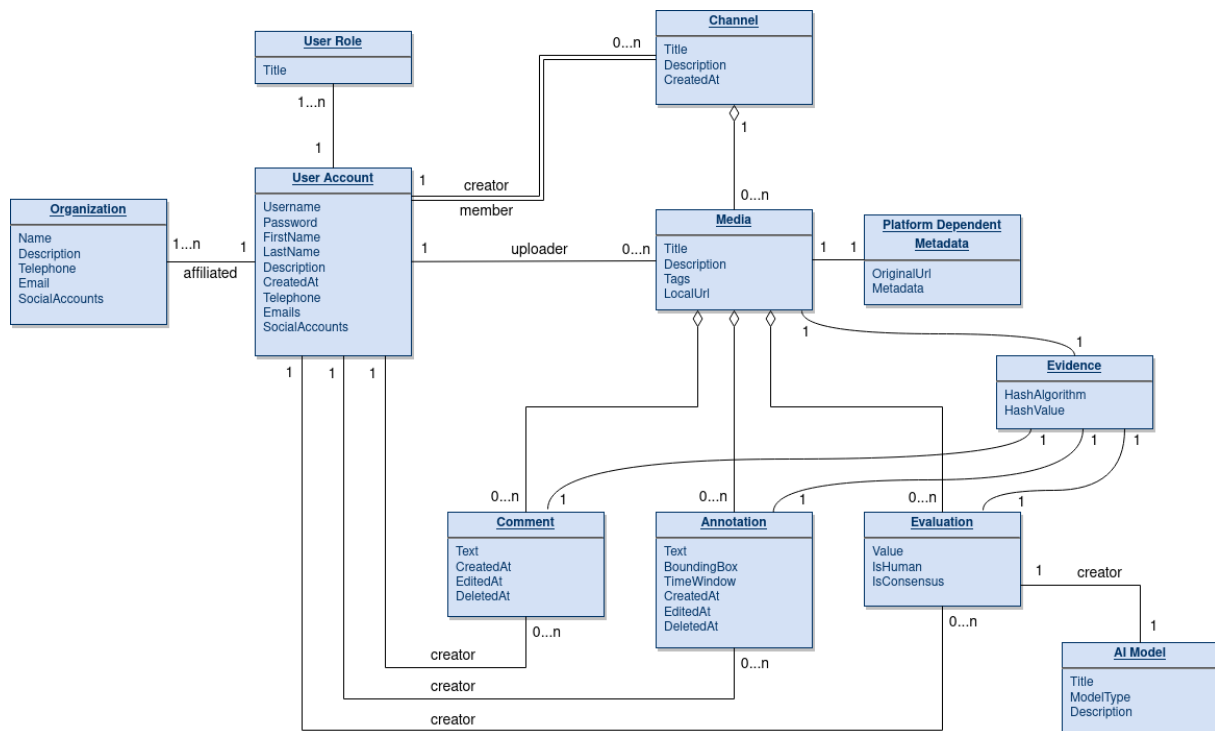 Channel
Title
Description
CreatedAt
User Role
Title
0...n
1...n
1
1
1
creator
member
0...n
User Account
Username
Password
FirstName
LastName
Description
CreatedAt
Telephone
Emails
SocialAccounts
Organization
Name
Description
Telephone
Email
SocialAccounts
1...n
1
affiliated
1
uploader
0...n
Media
Title
Description
Tags
LocalUrl
1
1
Platform Dependent
Metadata
OriginalUrl
Metadata
1
1
Evidence
HashAlgorithm
HashValue
1
1
1
1
1
1
0...n
1
0...n
1
0...n
1
Comment
Text
CreatedAt
EditedAt
DeletedAt
Annotation
Text
BoundingBox
TimeWindow
CreatedAt
EditedAt
DeletedAt
Evaluation
Value
IsHuman
IsConsensus
1
creator
1
0...n
0...n
0...n
creator
creator
creator
AI Model
Title
ModelType
Description